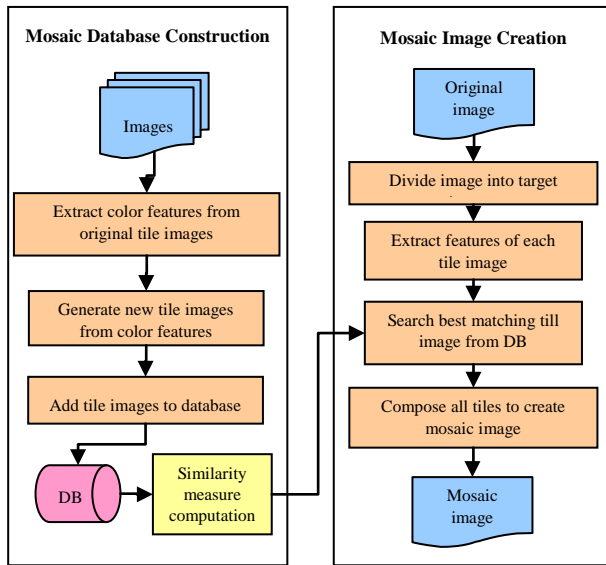 Mosaic Database Construction
Images
Extract color features from
original tile images
Generate new tile images
from color features
Add tile images to database
DB
Similarity
measure
computation
Mosaic Image Creation
Original
image
Divide image into target
Extract features of each
tile image
Search best matching till
image from DB
Compose all tiles to create
mosaic image
Mosaic
image